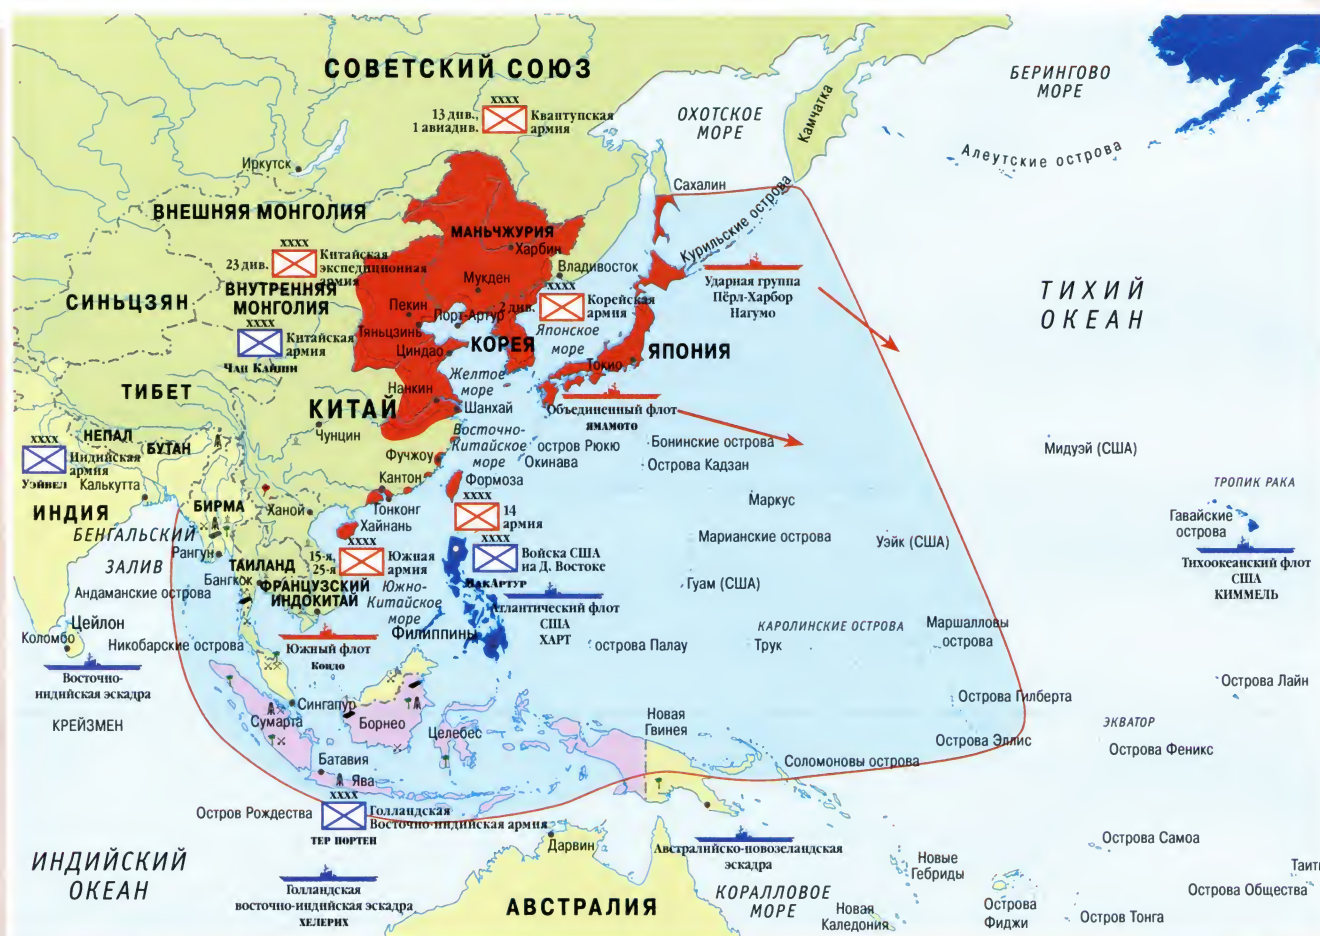 СОВЕТСКИЙ СОЮЗ
БЕРИНГОВО
МОРЕ
ОХОТСКОЕ
МОРЕ
Камчатка
Алеутские острова
XXXX
13 див.,
1 авиадив.
Квантупская
армия
Иркутск
Сахалин
Курильские острова
ВНЕШНЯЯ МОНГОЛИЯ
МАНЬЧЖУРИЯ
Харбин
XXXX
23 див.
Китайская
экспедиционная
армия
Владивосток
Мукден
Ударная группа
Пёрл-Харбор
Нагумо
ТИХИЙ
ОКЕАН
СИНЬЦЗЯН
ВНУТРЕННЯЯ
МОНГОЛИЯ
Пекин
Порт-Артур
XXXX
2 див.
Корейская
армия
Японское
море
XXXX
Китайская
армия
Чан Кайши
Тяньцзинь
Циндао
КОРЕЯ
ЯПОНИЯ
Токио
Желтое
море
ТИБЕТ
Нанкин
Шанхай
КИТАЙ
Чунцин
Объединенный флот
ЯМАМОТО
XXXX
Индийская
армия
Уэйвел
НЕПАЛ
БУТАН
Восточно-
Китайское
море
остров Рюкю
Окинава
Бонинские острова
Острова Кадзан
Мидуэй (США)
Фучжоу
Калькутта
Кантон
Формоза
Маркус
ТРОПИК РАКА
ИНДИЯ
БИРМА
Ханой
Гонконг
Хайнань
XXXX
14
армия
Гавайские
острова
БЕНГАЛЬСКИЙ
ЗАЛИВ
Рангун
Марианские острова
Уэйк (США)
ТАИЛАНД
XXXX
15-я,
25-я
Южная
армия
XXXX
Войска США
на Д. Востоке
МакАртур
Тихоокеанский флот
США
КИММЕЛЬ
Бангкок
Андаманские острова
ФРАНЦУЗСКИЙ
ИНДОКИТАЙ
Южно-
Китайское
море
Гуам (США)
Атлантический флот
США
ХАРТ
Цейлон
Коломбо
Никобарские острова
Южный флот
Кондо
Филиппины
КАРОЛИНСКИЕ ОСТРОВА
Маршалловы
острова
острова Палау
Трук
Восточно-
индийская эскадра
КРЕЙЗМЕН
Сингапур
Сумарта
Борнео
Целебес
Новая
Гвинея
Острова Гилберта
Острова Лайн
ЭКВАТОР
Острова Эллис
Острова Феникс
Батавия
Ява
Соломоновы острова
Остров Рождества
XXXX
Голландская
Восточно-индийская армия
ТЕР ПОРТЕН
Дарвин
Австралийско-новозеландская
эскадра
Острова Самоа
ИНДИЙСКИЙ
ОКЕАН
Новые
Гебриды
Таити
Острова Общества
Голландская
восточно-индийская эскадра
ХЕЛЕРИХ
АВСТРАЛИЯ
КОРАЛЛОВОЕ
МОРЕ
Новая
Каледония
Острова
Фиджи
Остров Тонга